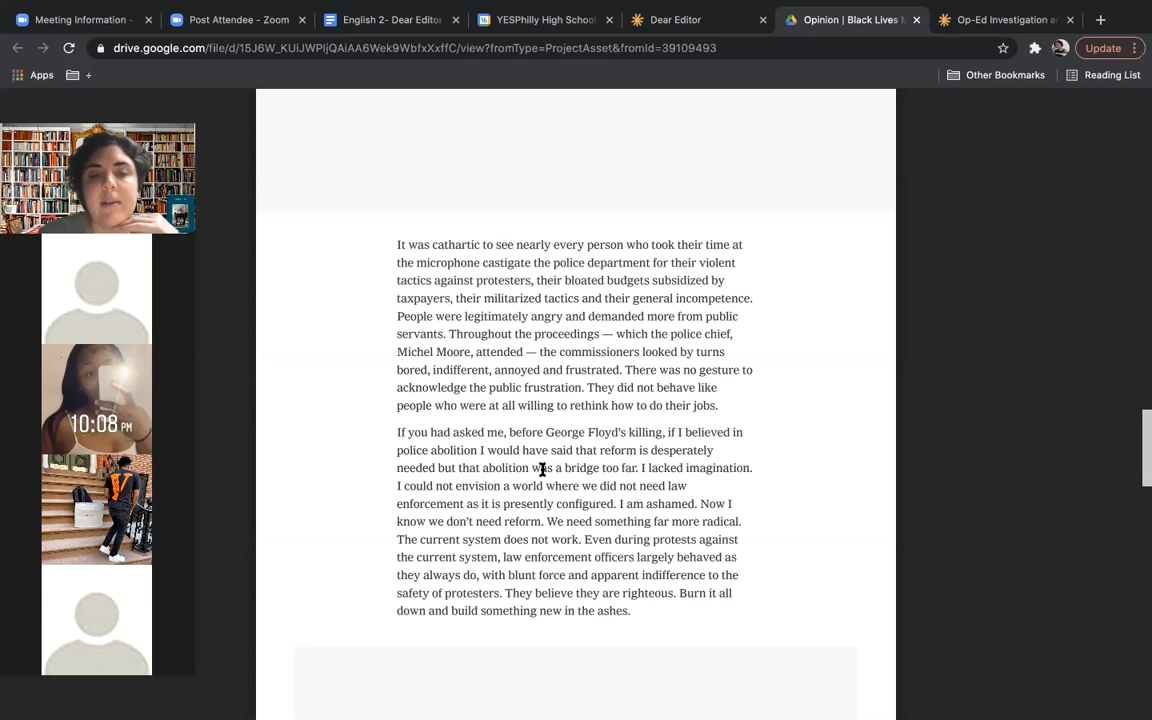 Meeting Information -
Post Attendee - Zoom
English 2- Dear Editor
YESPhilly High School
Dear Editor
Opinion | Black Lives M
Op-Ed Investigation an
drive.google.com/file/d/15J6W_KUiJWPljQAiAA6Wek9WbfxXxffC/view?fromType=ProjectAsset&fromId=39109493
Update
Apps
Other Bookmarks
Reading List
It was cathartic to see nearly every person who took their time at
the microphone castigate the police department for their violent
tactics against protesters, their bloated budgets subsidized by
taxpayers, their militarized tactics and their general incompetence.
People were legitimately angry and demanded more from public
servants. Throughout the proceedings — which the police chief,
Michel Moore, attended — the commissioners looked by turns
bored, indifferent, annoyed and frustrated. There was no gesture to
acknowledge the public frustration. They did not behave like
people who were at all willing to rethink how to do their jobs.
If you had asked me, before George Floyd's killing, if I believed in
police abolition I would have said that reform is desperately
needed but that abolition was a bridge too far. I lacked imagination.
I could not envision a world where we did not need law
enforcement as it is presently configured. I am ashamed. Now I
know we don't need reform. We need something far more radical.
The current system does not work. Even during protests against
the current system, law enforcement officers largely behaved as
they always do, with blunt force and apparent indifference to the
safety of protesters. They believe they are righteous. Burn it all
down and build something new in the ashes.
10:08 PM